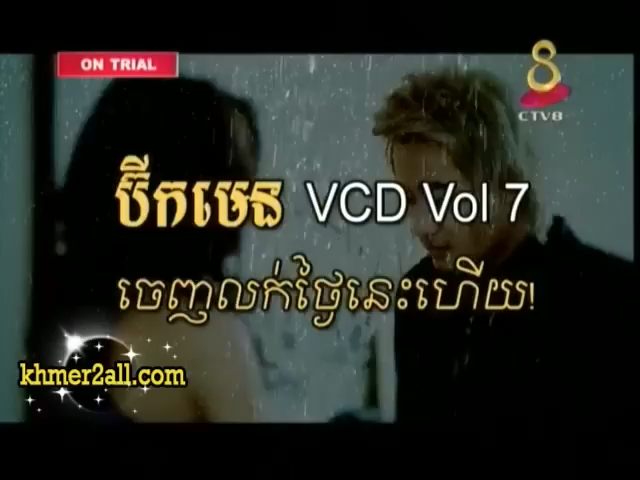 ON TRIAL
8
CTV8
ប៊ីកមេន VCD Vol 7
ចេញលក់ថ្ងៃនេះហើយ!
khmer2all.com